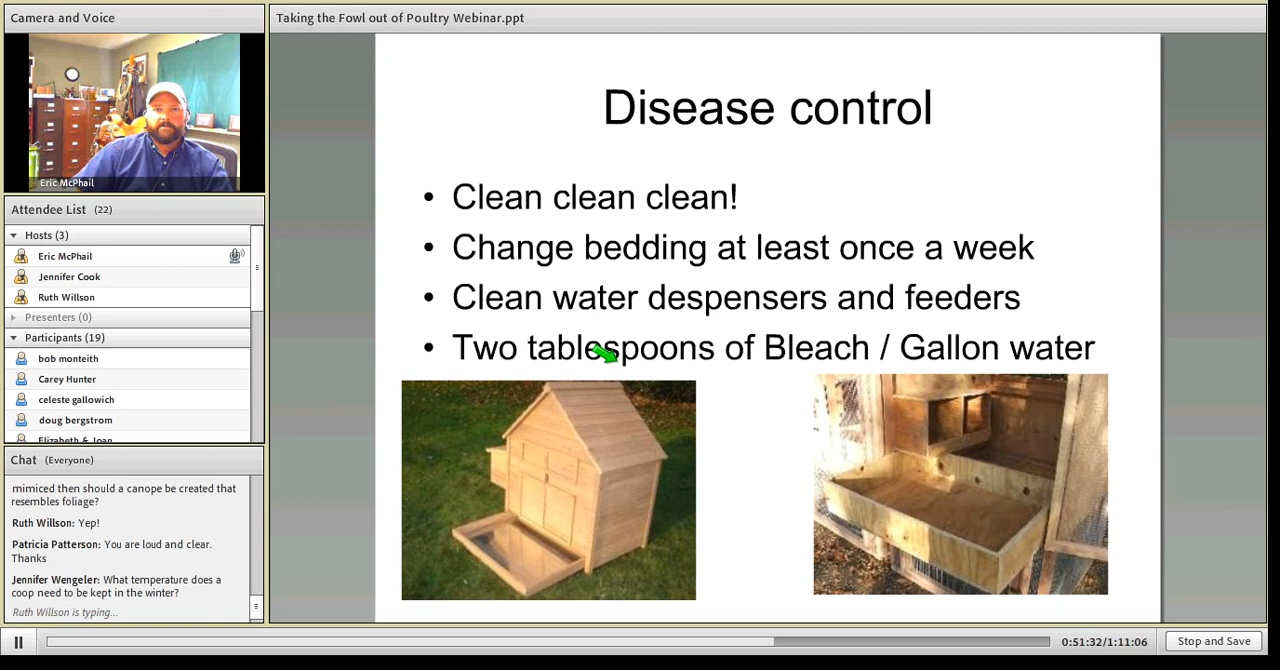 Camera and Voice
Eric McPhail
Attendee List (22)
Hosts (3)
Eric McPhail
Jennifer Cook
Ruth Willson
Presenters (0)
Participants (19)
bob monteith
Carey Hunter
celeste gallowich
doug bergstrom
Elizabeth & Joan
Chat (Everyone)
mimiced then should a canope be created that
resembles foliage?
Ruth Willson: Yep!
Patricia Patterson: You are loud and clear.
Thanks
Jennifer Wengeler: What temperature does a
coop need to be kept in the winter?
Ruth Willson is typing...
Taking the Fowl out of Poultry Webinar.ppt
Disease control
• Clean clean clean!
• Change bedding at least once a week
• Clean water despensers and feeders
• Two tablespoons of Bleach / Gallon water
0:51:32/1:11:06
Stop and Save